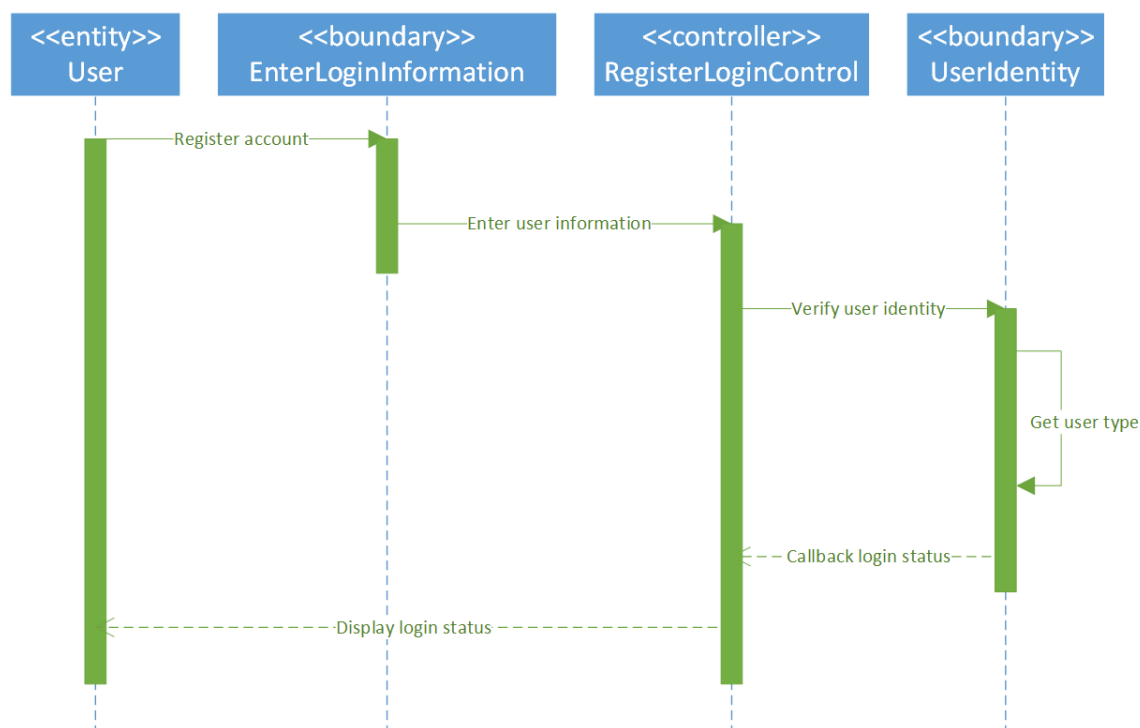 <<entity>>
User
<<boundary>>
EnterLoginInformation
<<controller>>
RegisterLoginControl
<<boundary>>
UserIdentity
Register account
Enter user information
Verify user identity
Get user type
Callback login status
Display login status